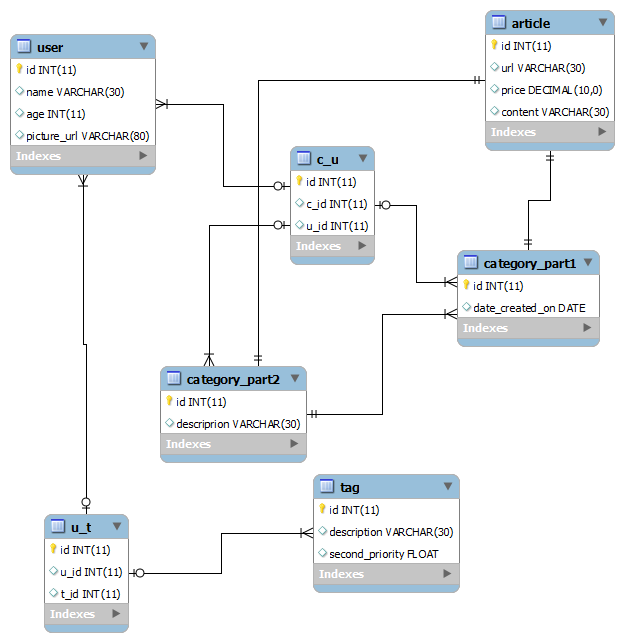 user
id INT(11)
name VARCHAR(30)
age INT(11)
picture_url VARCHAR(80)
Indexes
article
id INT(11)
url VARCHAR(30)
price DECIMAL(10,0)
content VARCHAR(30)
Indexes
c_u
id INT(11)
c_id INT(11)
u_id INT(11)
Indexes
category_part1
id INT(11)
date_created_on DATE
Indexes
category_part2
id INT(11)
descriprion VARCHAR(30)
Indexes
tag
id INT(11)
description VARCHAR(30)
second_priority FLOAT
Indexes
u_t
id INT(11)
u_id INT(11)
t_id INT(11)
Indexes